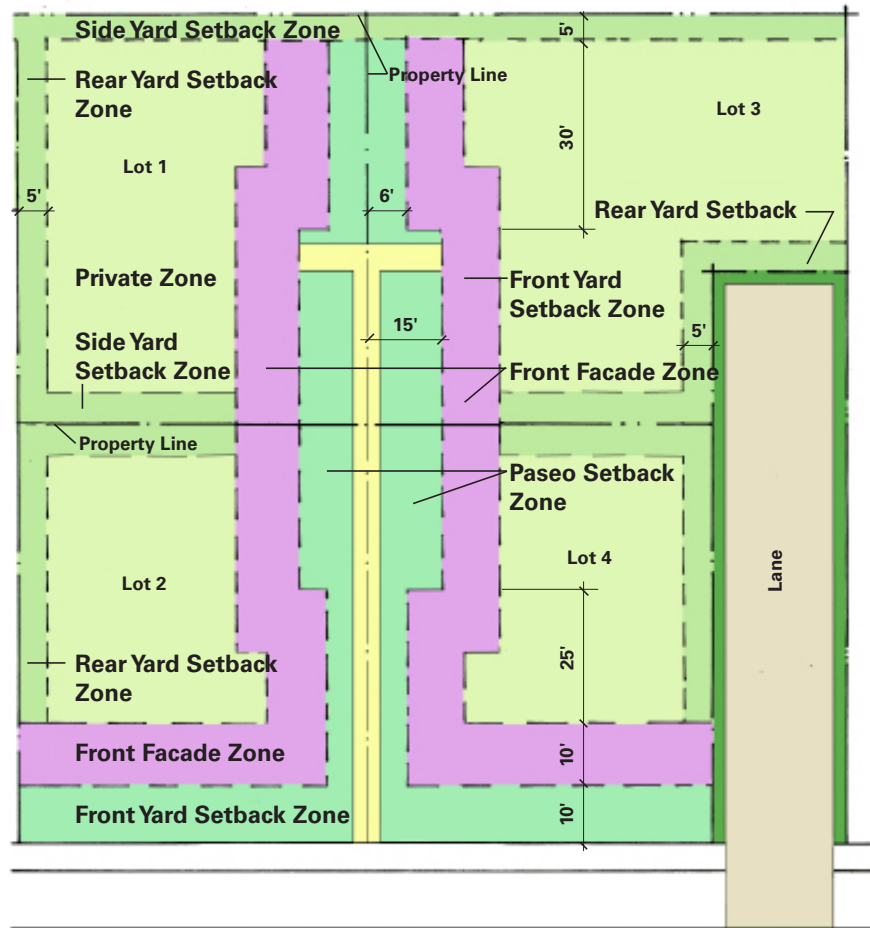 Side Yard Setback Zone
5'
Property Line
Rear Yard Setback
Zone
Lot 3
30'
Lot 1
5'
6'
Rear Yard Setback
Private Zone
Front Yard
Setback Zone
15'
5'
Side Yard
Setback Zone
Front Facade Zone
Property Line
Paseo Setback
Zone
Lot 2
Lot 4
Lane
25'
Rear Yard Setback
Zone
Front Facade Zone
10'
Front Yard Setback Zone
10'